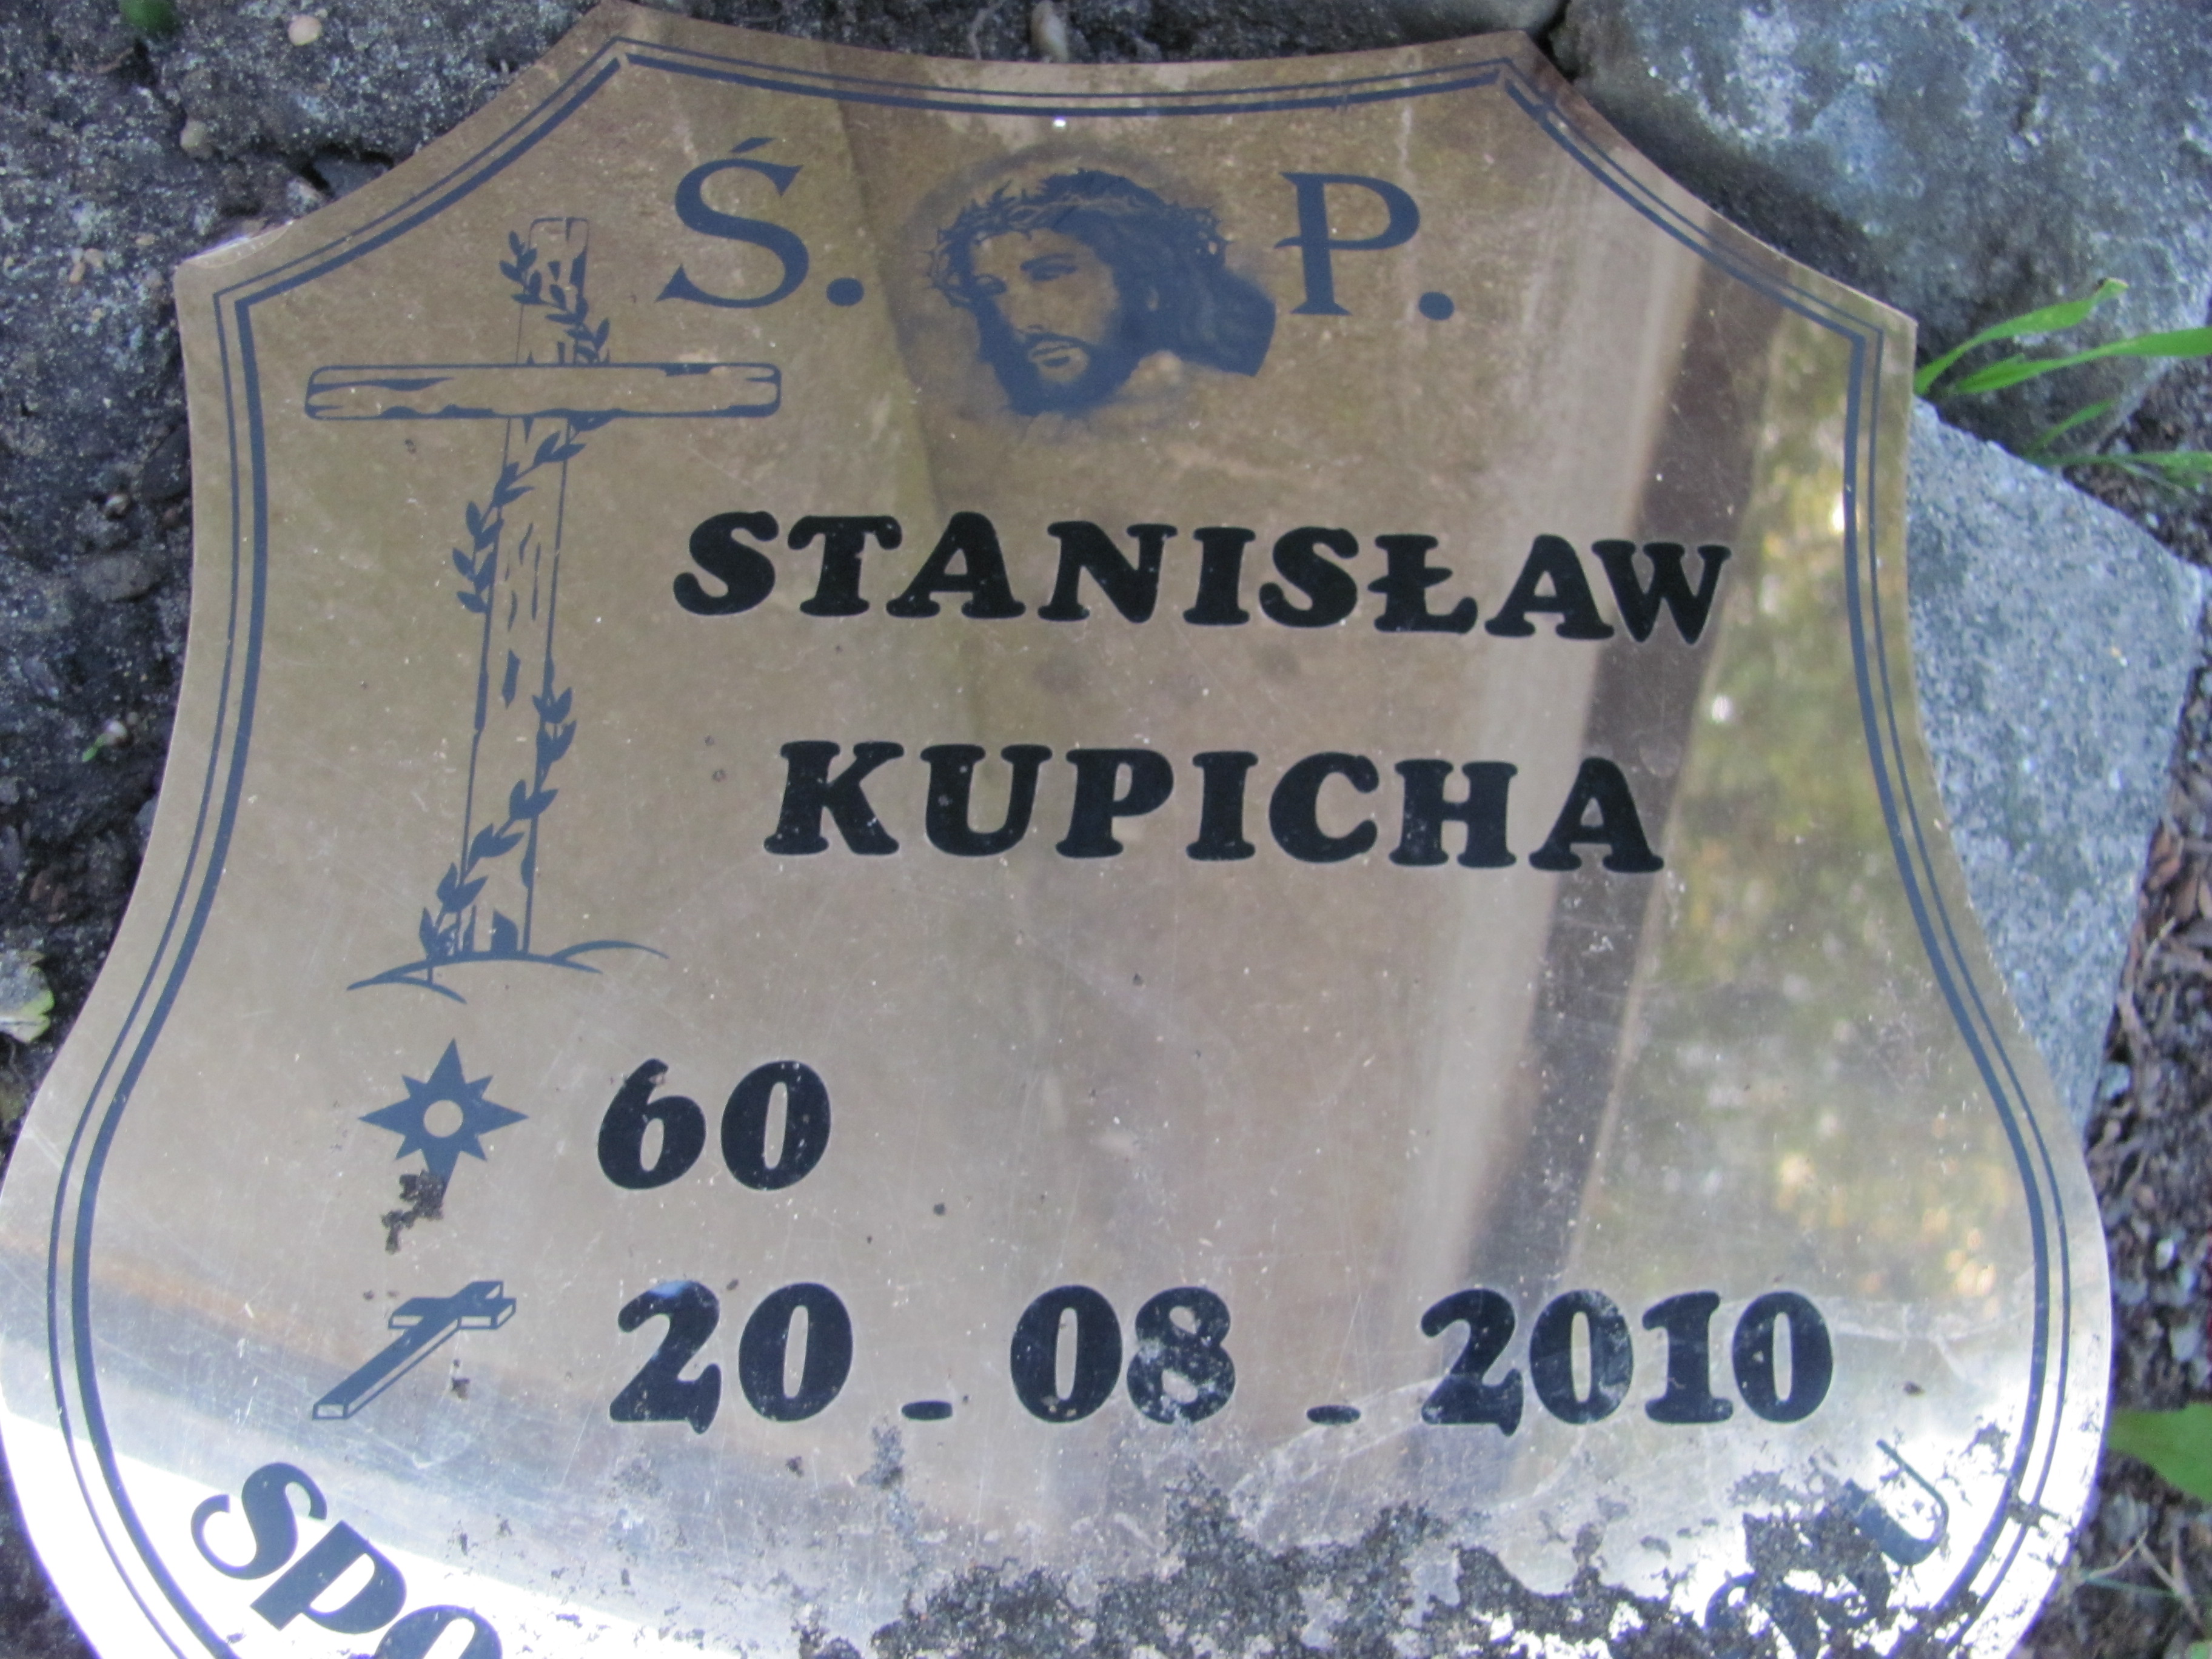 Ś. P.
STANISŁAW
KUPICHA
60
20 - 08 - 2010